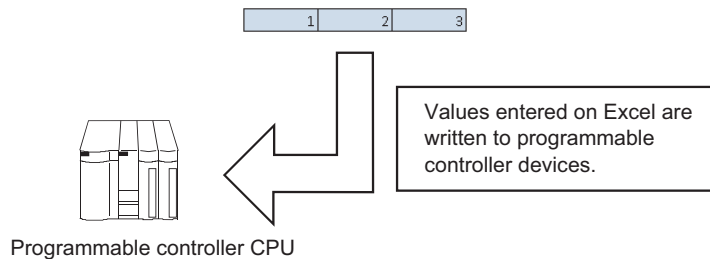 1 2 3
Values entered on Excel are
written to programmable
controller devices.
Programmable controller CPU